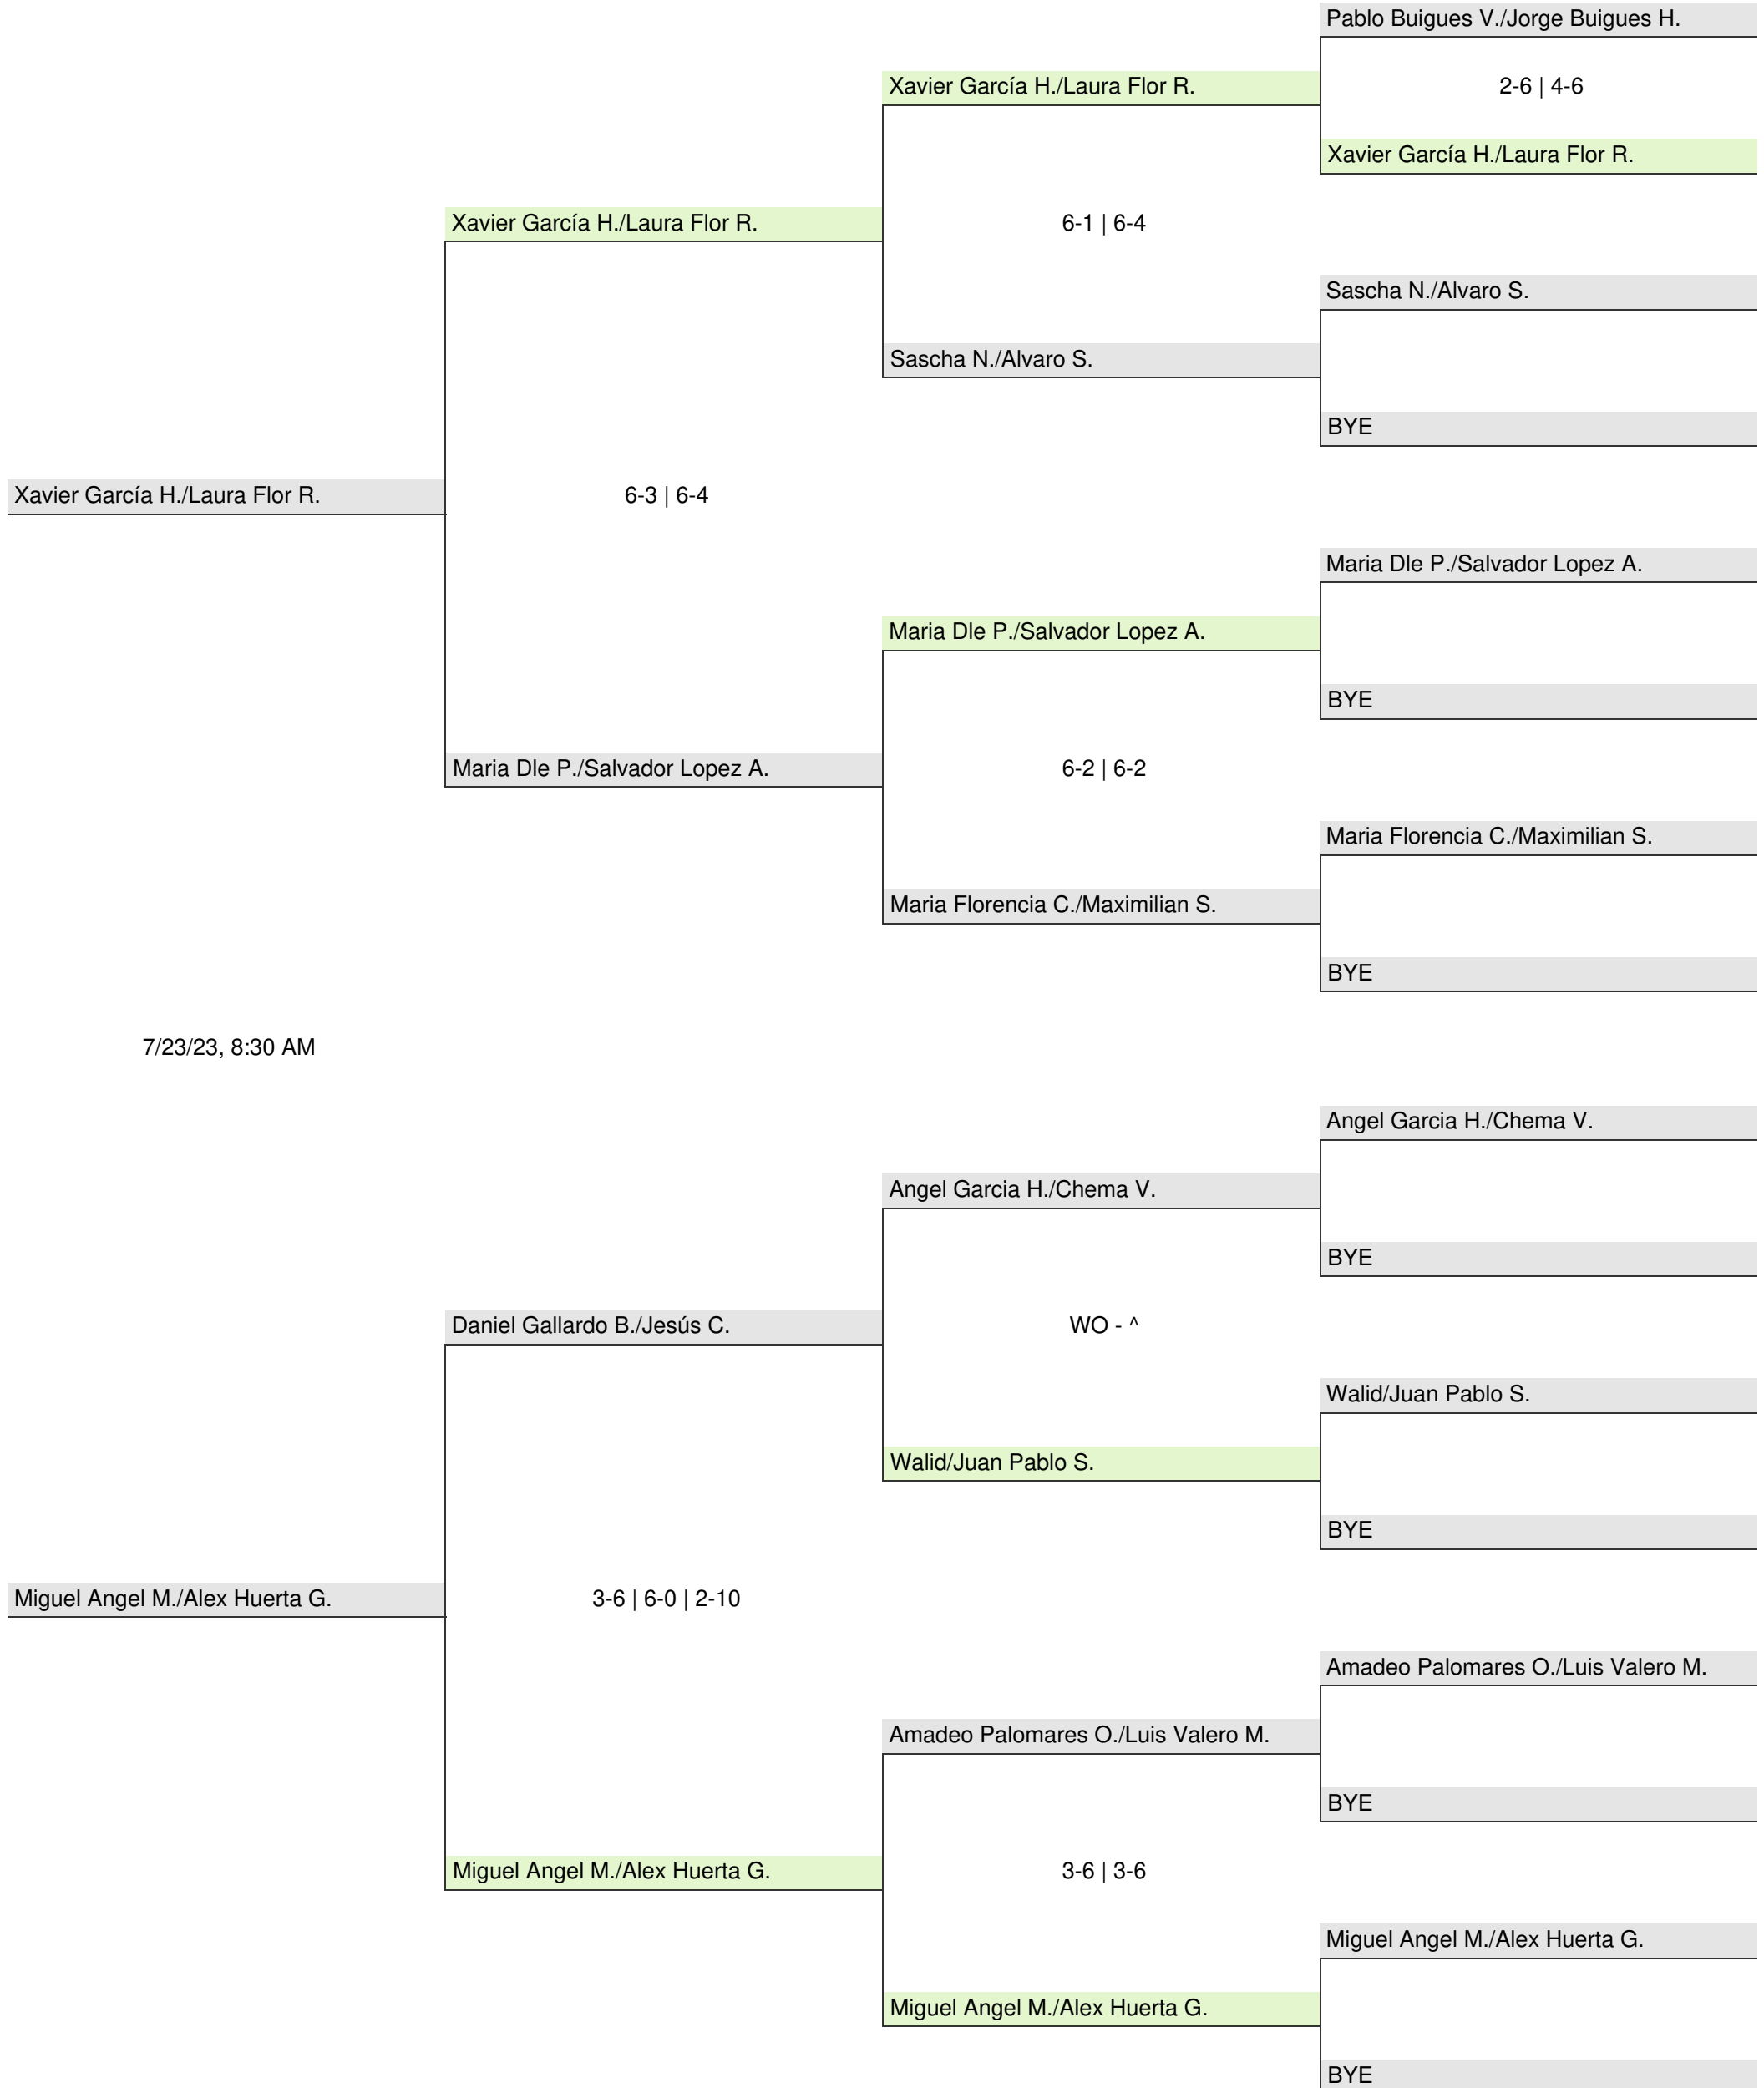 Pablo Buigues V./Jorge Buigues H.
Xavier García H./Laura Flor R.
2-6 | 4-6
Xavier García H./Laura Flor R.
Xavier García H./Laura Flor R.
6-1 | 6-4
Sascha N./Alvaro S.
Sascha N./Alvaro S.
BYE
Xavier García H./Laura Flor R.
6-3 | 6-4
Maria Dle P./Salvador Lopez A.
Maria Dle P./Salvador Lopez A.
BYE
Maria Dle P./Salvador Lopez A.
6-2 | 6-2
Maria Florencia C./Maximilian S.
Maria Florencia C./Maximilian S.
BYE
7/23/23, 8:30 AM
Angel Garcia H./Chema V.
Angel Garcia H./Chema V.
BYE
Daniel Gallardo B./Jesús C.
WO - ^
Walid/Juan Pablo S.
Walid/Juan Pablo S.
BYE
Miguel Angel M./Alex Huerta G.
3-6 | 6-0 | 2-10
Amadeo Palomares O./Luis Valero M.
Amadeo Palomares O./Luis Valero M.
BYE
Miguel Angel M./Alex Huerta G.
3-6 | 3-6
Miguel Angel M./Alex Huerta G.
Miguel Angel M./Alex Huerta G.
BYE